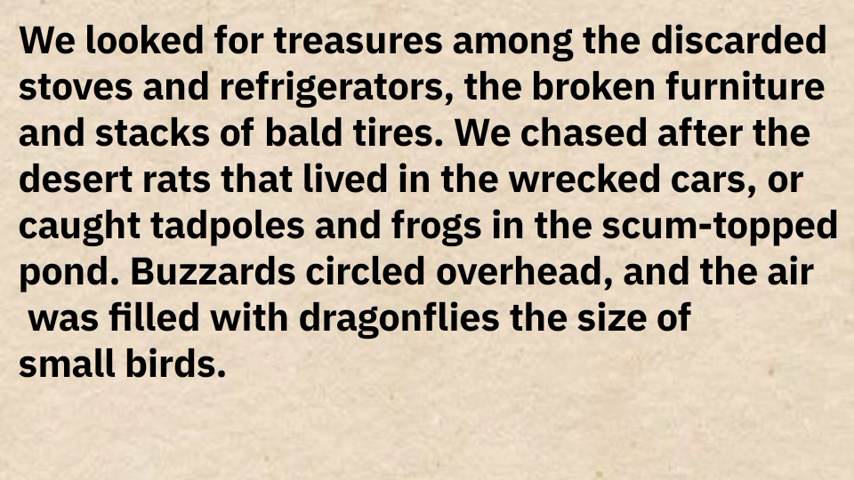 We looked for treasures among the discarded
stoves and refrigerators, the broken furniture
and stacks of bald tires. We chased after the
desert rats that lived in the wrecked cars, or
caught tadpoles and frogs in the scum-topped
pond. Buzzards circled overhead, and the air
was filled with dragonflies the size of
small birds.